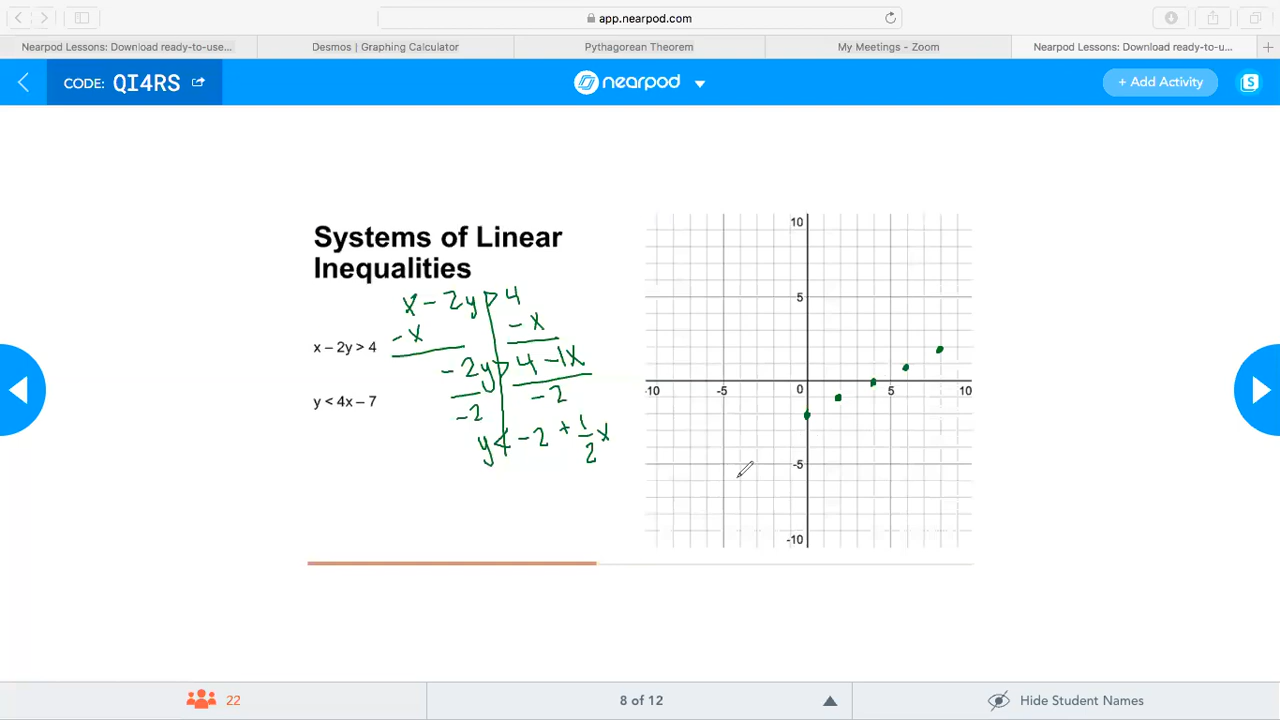 app.nearpod.com
Nearpod Lessons: Download ready-to-use... Desmos | Graphing Calculator Pythagorean Theorem My Meetings – Zoom Nearpod Lessons: Download ready-to-u... +
CODE: QI4RS nearpod + Add Activity S
Systems of Linear
Inequalities
x – 2y > 4
y < 4x – 7
x - 2y > 4
-x -x
-2y > 4 - 1x
-2 -2
y < -2 + 1/2 x
10
5
-10 -5 0 5 10
-5
-10
22 8 of 12 Hide Student Names